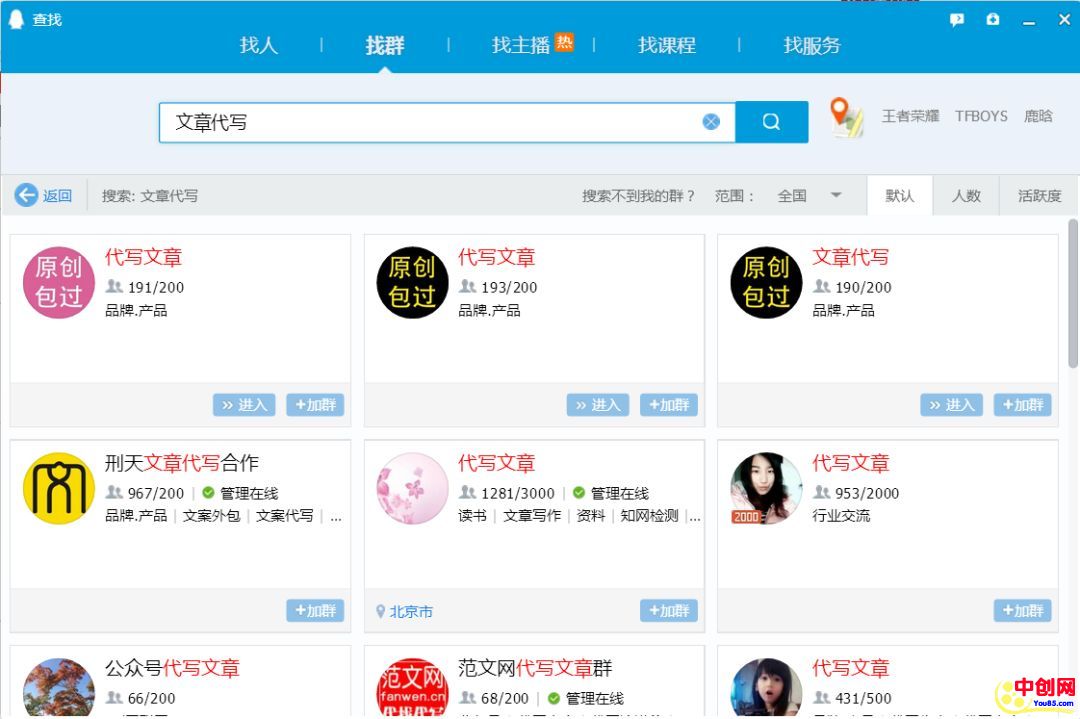 查找
找人 | 找群 | 找主播 热 | 找课程 | 找服务
文章代写
王者荣耀 TFBOYS 鹿晗
返回 搜索: 文章代写 搜索不到我的群？ 范围： 全国 默认 人数 活跃度
原创包过
代写文章
191/200
品牌.产品
» 进入 +加群
原创包过
代写文章
193/200
品牌.产品
» 进入 +加群
原创包过
文章代写
190/200
品牌.产品
» 进入 +加群
刑天文章代写合作
967/2000 | 管理在线
品牌.产品 | 文案外包 | 文案代写 | ...
+加群
代写文章
1281/3000 | 管理在线
读书 | 文章写作 | 资料 | 知网检测 |...
北京市
+加群
2000
代写文章
953/2000
行业交流
+加群
公众号代写文章
66/200
范文网
fanwen.cn
范文网代写文章群
68/200 | 管理在线
代写文章
431/500
中创网
You85.com